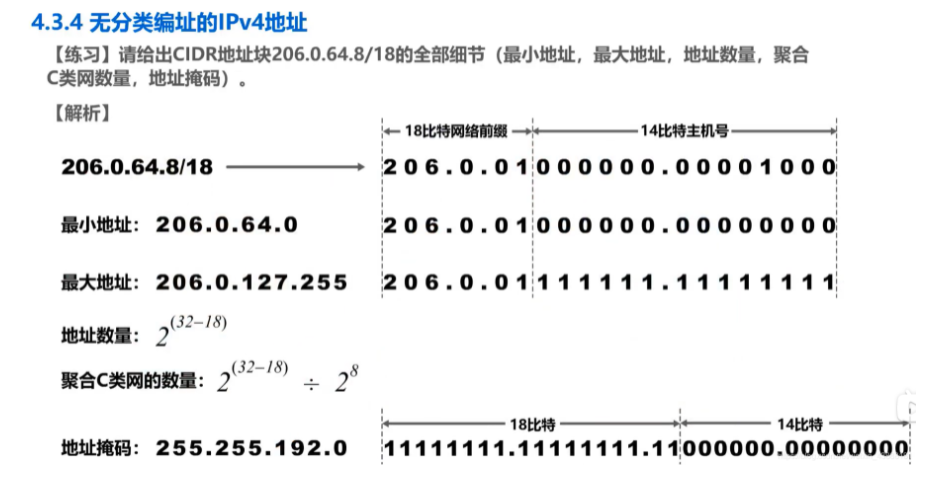 4.3.4 无分类编址的IPv4地址
【练习】请给出CIDR地址块206.0.64.8/18的全部细节（最小地址，最大地址，地址数量，聚合
C类网数量，地址掩码）。
【解析】
18比特网络前缀 14比特主机号
206.0.64.8/18 206.0.01000000.00001000
最小地址： 206.0.64.0 206.0.01000000.00000000
最大地址： 206.0.127.255 206.0.01111111.11111111
地址数量： 2^(32–18)
聚合C类网的数量： 2^(32–18) ÷ 2^8
18比特 14比特
地址掩码： 255.255.192.0 11111111.11111111.11000000.00000000